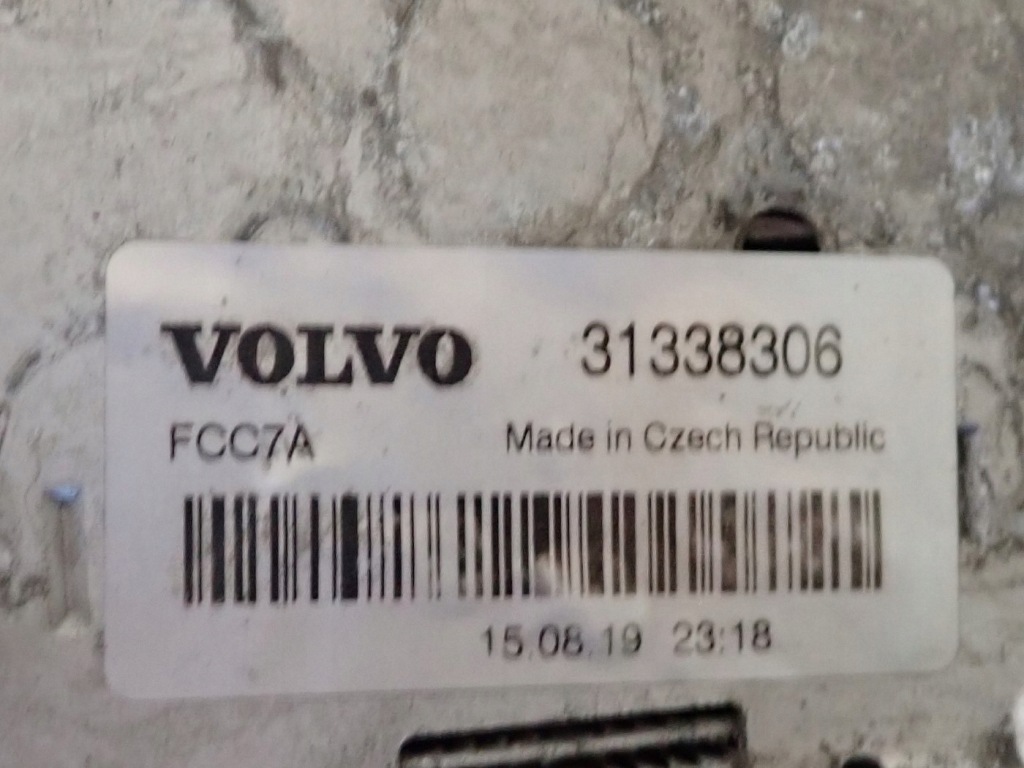 VOLVO 31338306
FCC7A Made in Czech Republic
15.08.19 23:18